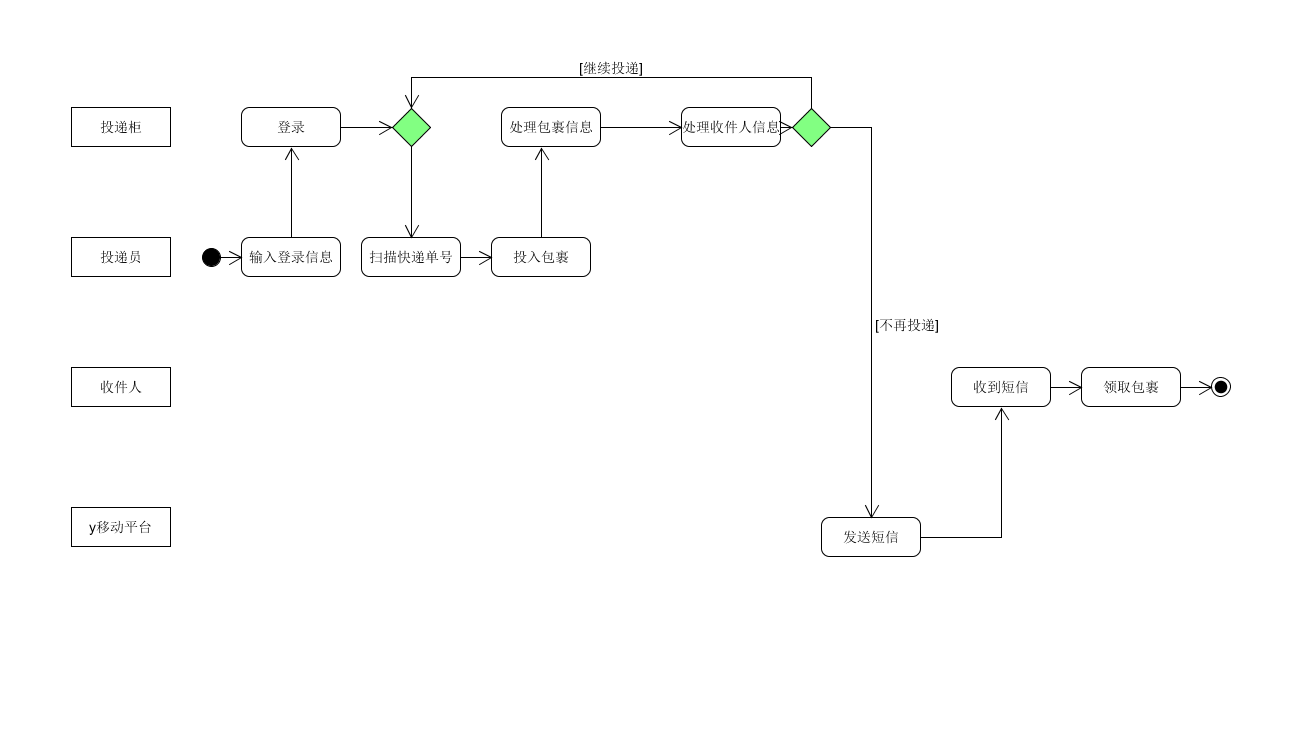 [继续投递]
投递柜
登录
处理包裹信息
处理收件人信息
投递员
输入登录信息
扫描快递单号
投入包裹
[不再投递]
收件人
收到短信
领取包裹
y移动平台
发送短信